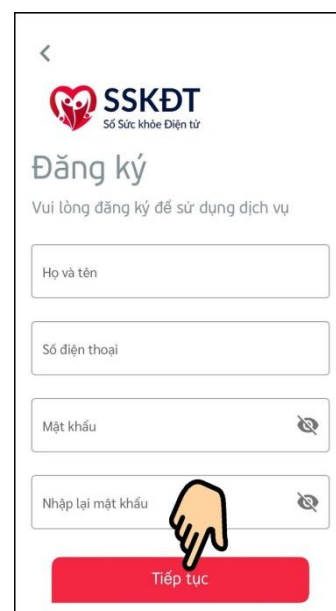 SSKĐT
Sổ Sức khỏe Điện tử
Đăng ký
Vui lòng đăng ký để sử dụng dịch vụ
Họ và tên
Số điện thoại
Mật khẩu
Nhập lại mật khẩu
Tiếp tục